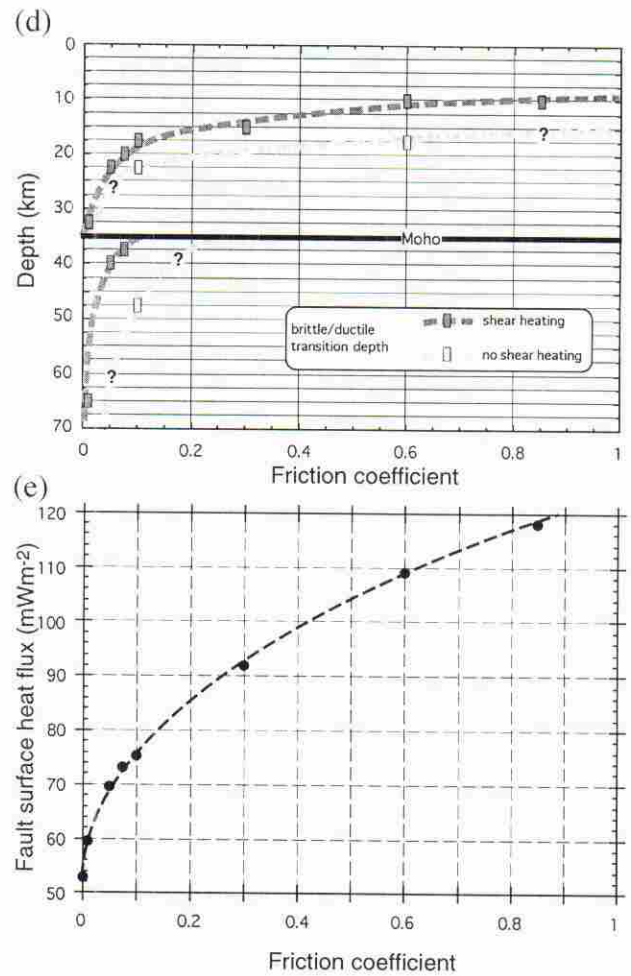 (d)
0
10
20
30
40
50
60
70
Depth (km)
?
?
Moho
?
?
brittle/ductile
transition depth
shear heating
no shear heating
0
0.2
0.4
0.6
0.8
1
Friction coefficient
(e)
120
110
100
90
80
70
60
50
Fault surface heat flux (mWm-2)
0
0.2
0.4
0.6
0.8
1
Friction coefficient